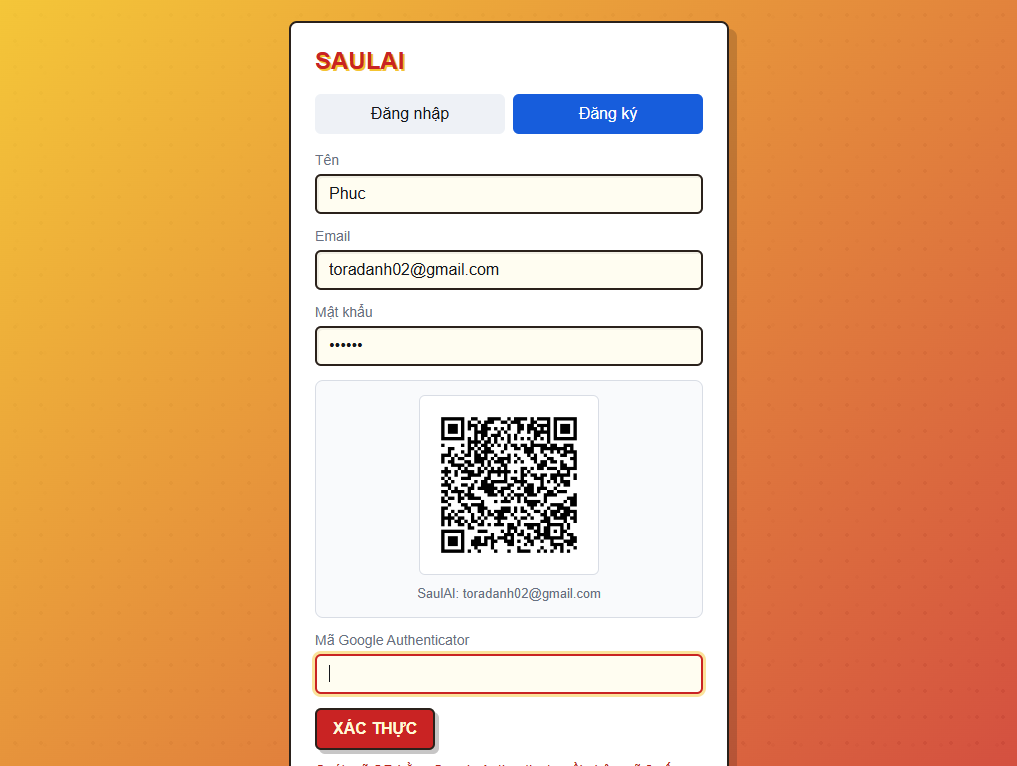 SAULAI
Đăng nhập
Đăng ký
Tên
Phuc
Email
toradanh02@gmail.com
Mật khẩu
••••••
SaulAI: toradanh02@gmail.com
Mã Google Authenticator
XÁC THỰC